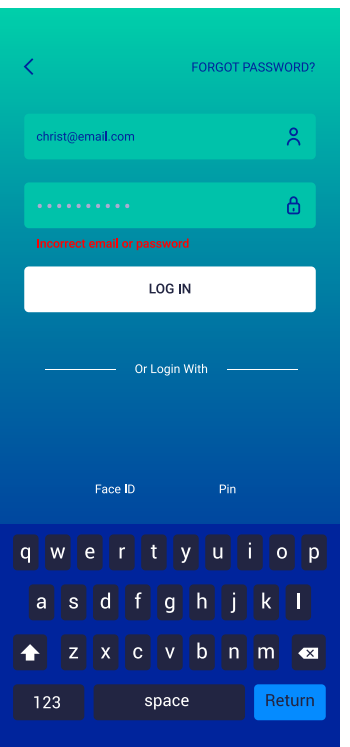 FORGOT PASSWORD?
christ@email.com
Incorrect email or password
LOG IN
Or Login With
Face ID Pin
q w e r t y u i o p
a s d f g h j k l
z x c v b n m
123 space Return